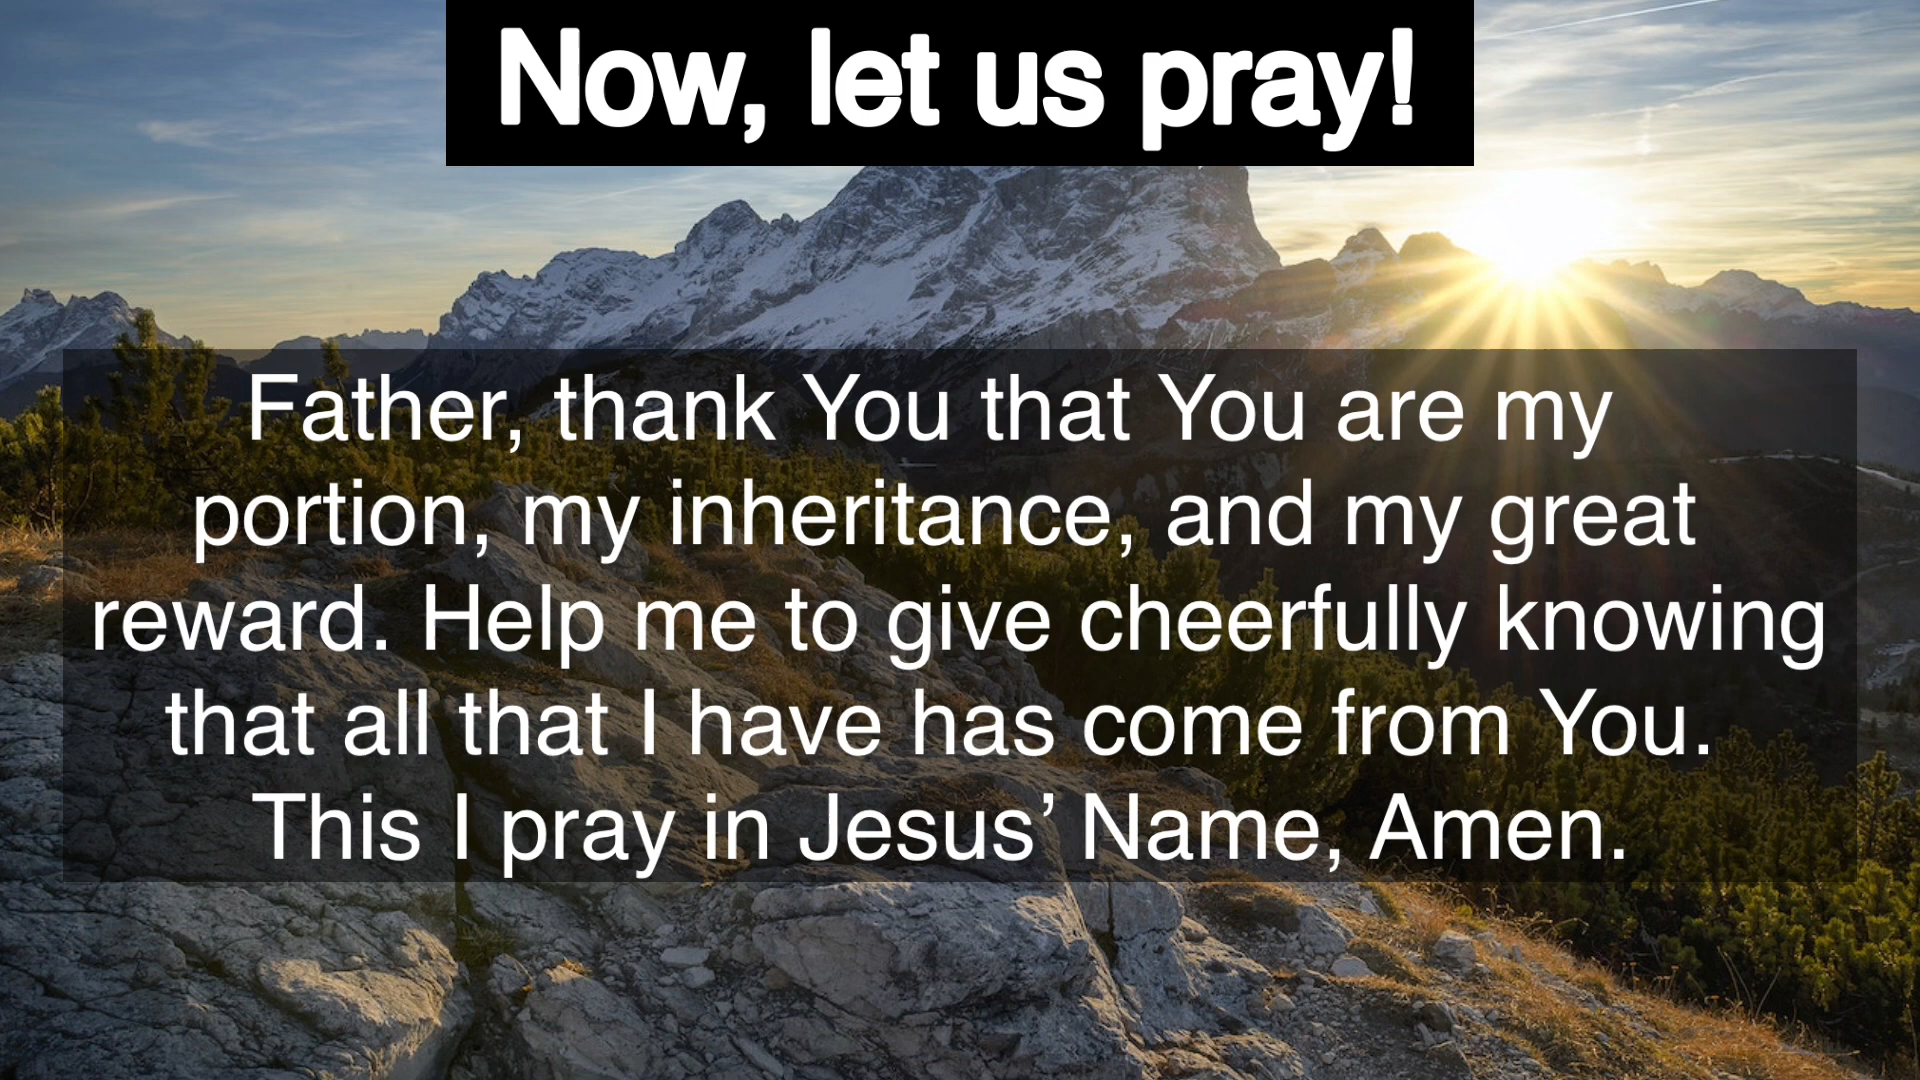 Now, let us pray!
Father, thank You that You are my
portion, my inheritance, and my great
reward. Help me to give cheerfully knowing
that all that I have has come from You.
This I pray in Jesus’ Name, Amen.